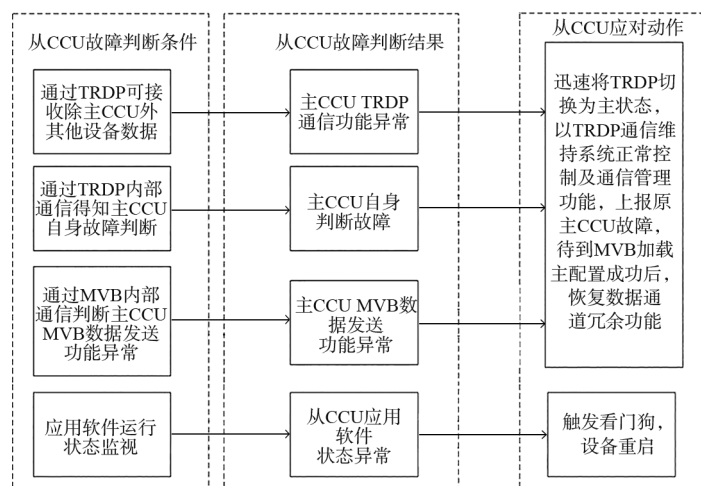 从CCU故障判断条件
通过TRDP可接
收除主CCU外
其他设备数据
通过TRDP内部
通信得知主CCU
自身故障判断
通过MVB内部
通信判断主CCU
MVB数据发送
功能异常
应用软件运行
状态监视
从CCU故障判断结果
主CCU TRDP
通信功能异常
主CCU自身
判断故障
主CCU MVB数
据发送
功能异常
从CCU应用
软件
状态异常
从CCU应对动作
迅速将TRDP切
换为主状态，
以TRDP通信维
持系统正常控
制及通信管理
功能，上报原
主CCU故障，
待到MVB加载
主配置成功后，
恢复数据通
道冗余功能
触发看门狗，
设备重启